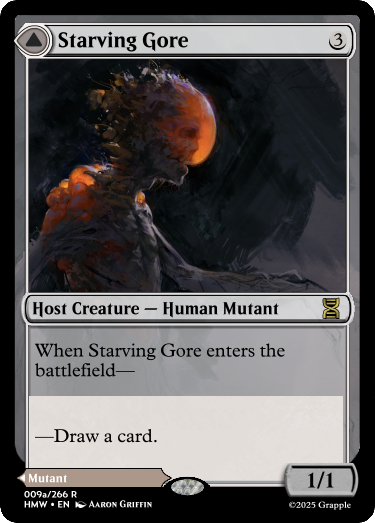 Starving Gore 3
Host Creature — Human Mutant
When Starving Gore enters the
battlefield—
—Draw a card.
Mutant
1/1
009a/266 R
HMW • EN Aaron Griffin
©2025 Grapple